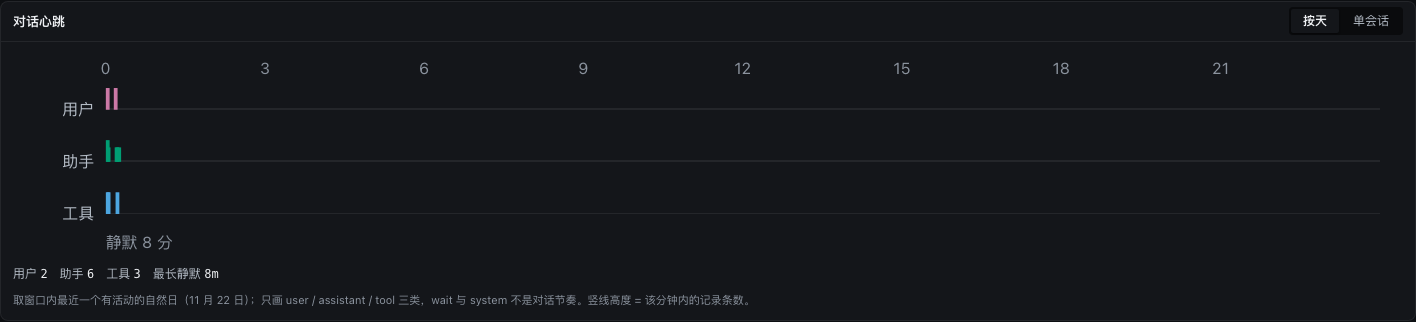 对话心跳 按天 单会话
0 3 6 9 12 15 18 21
用户
助手
工具
静默 8 分
用户 2 助手 6 工具 3 最长静默 8m
取窗口内最近一个有活动的自然日（11 月 22 日）；只画 user / assistant / tool 三类，wait 与 system 不是对话节奏。竖线高度 = 该分钟内的记录条数。